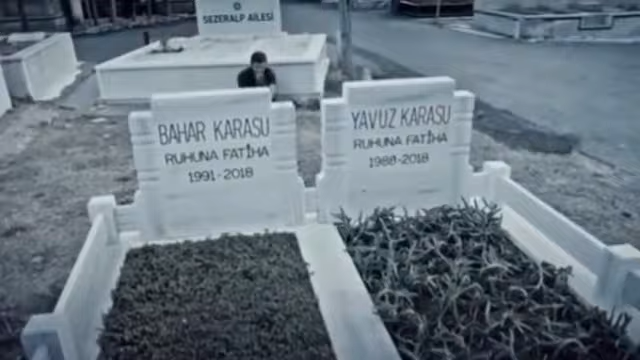 SEZERALP AİLESİ
BAHAR KARASU
RUHUNA FATİHA
1991-2018
YAVUZ KARASU
RUHUNA FATİHA
1988-2018